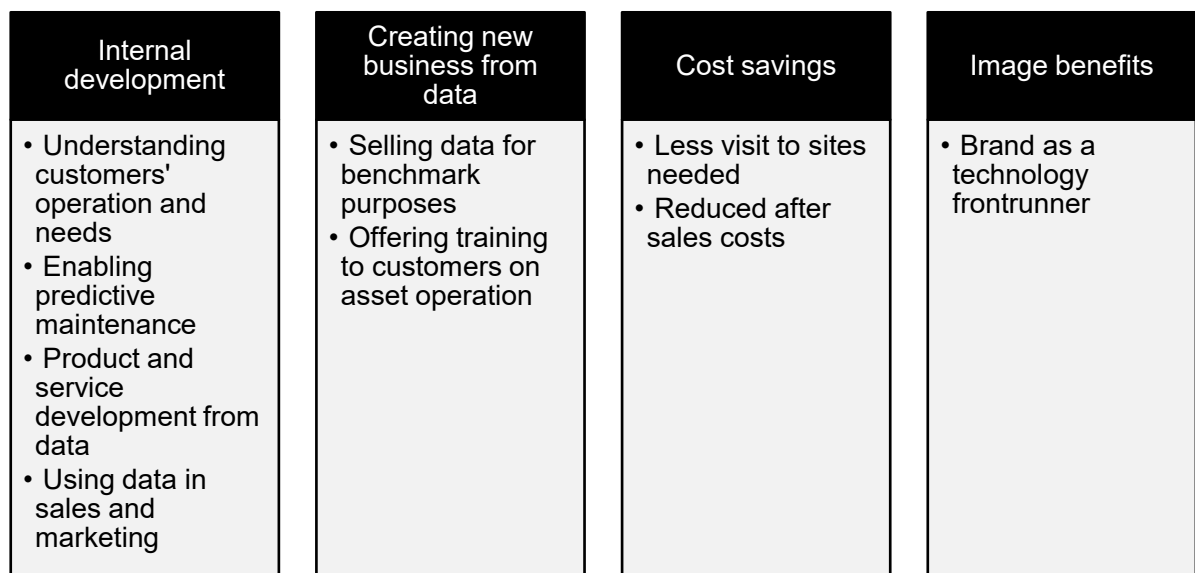 Internal
development
• Understanding
customers'
operation and
needs
• Enabling
predictive
maintenance
• Product and
service
development from
data
• Using data in
sales and
marketing
Creating new
business from
data
• Selling data for
benchmark
purposes
• Offering training
to customers on
asset operation
Cost savings
• Less visit to sites
needed
• Reduced after
sales costs
Image benefits
• Brand as a
technology
frontrunner